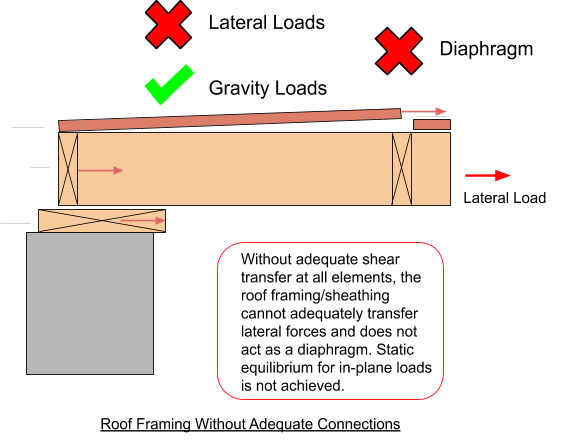 Lateral Loads
Diaphragm
Gravity Loads
Lateral Load
Without adequate shear
transfer at all elements, the
roof framing/sheathing
cannot adequately transfer
lateral forces and does not
act as a diaphragm. Static
equilibrium for in-plane loads
is not achieved.
Roof Framing Without Adequate Connections